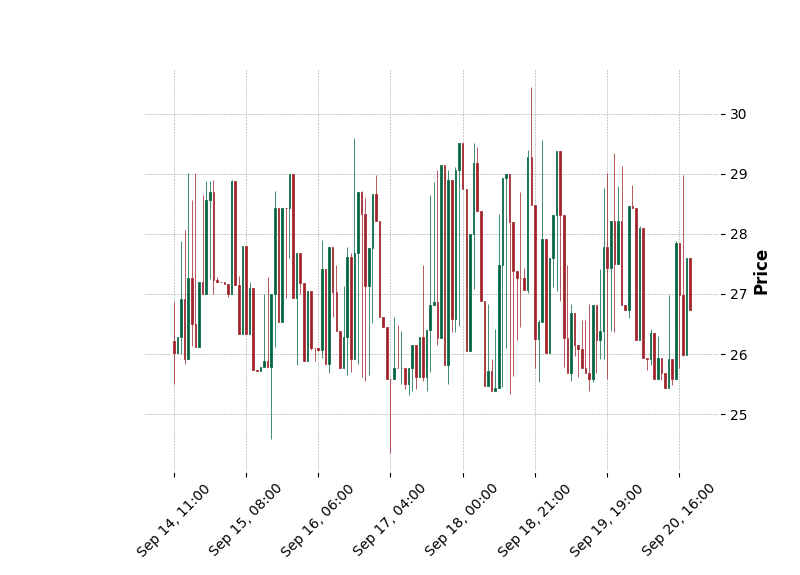 30
29
28
27
26
25
Price
Sep 14, 11:00
Sep 15, 08:00
Sep 16, 06:00
Sep 17, 04:00
Sep 18, 00:00
Sep 18, 21:00
Sep 19, 19:00
Sep 20, 16:00